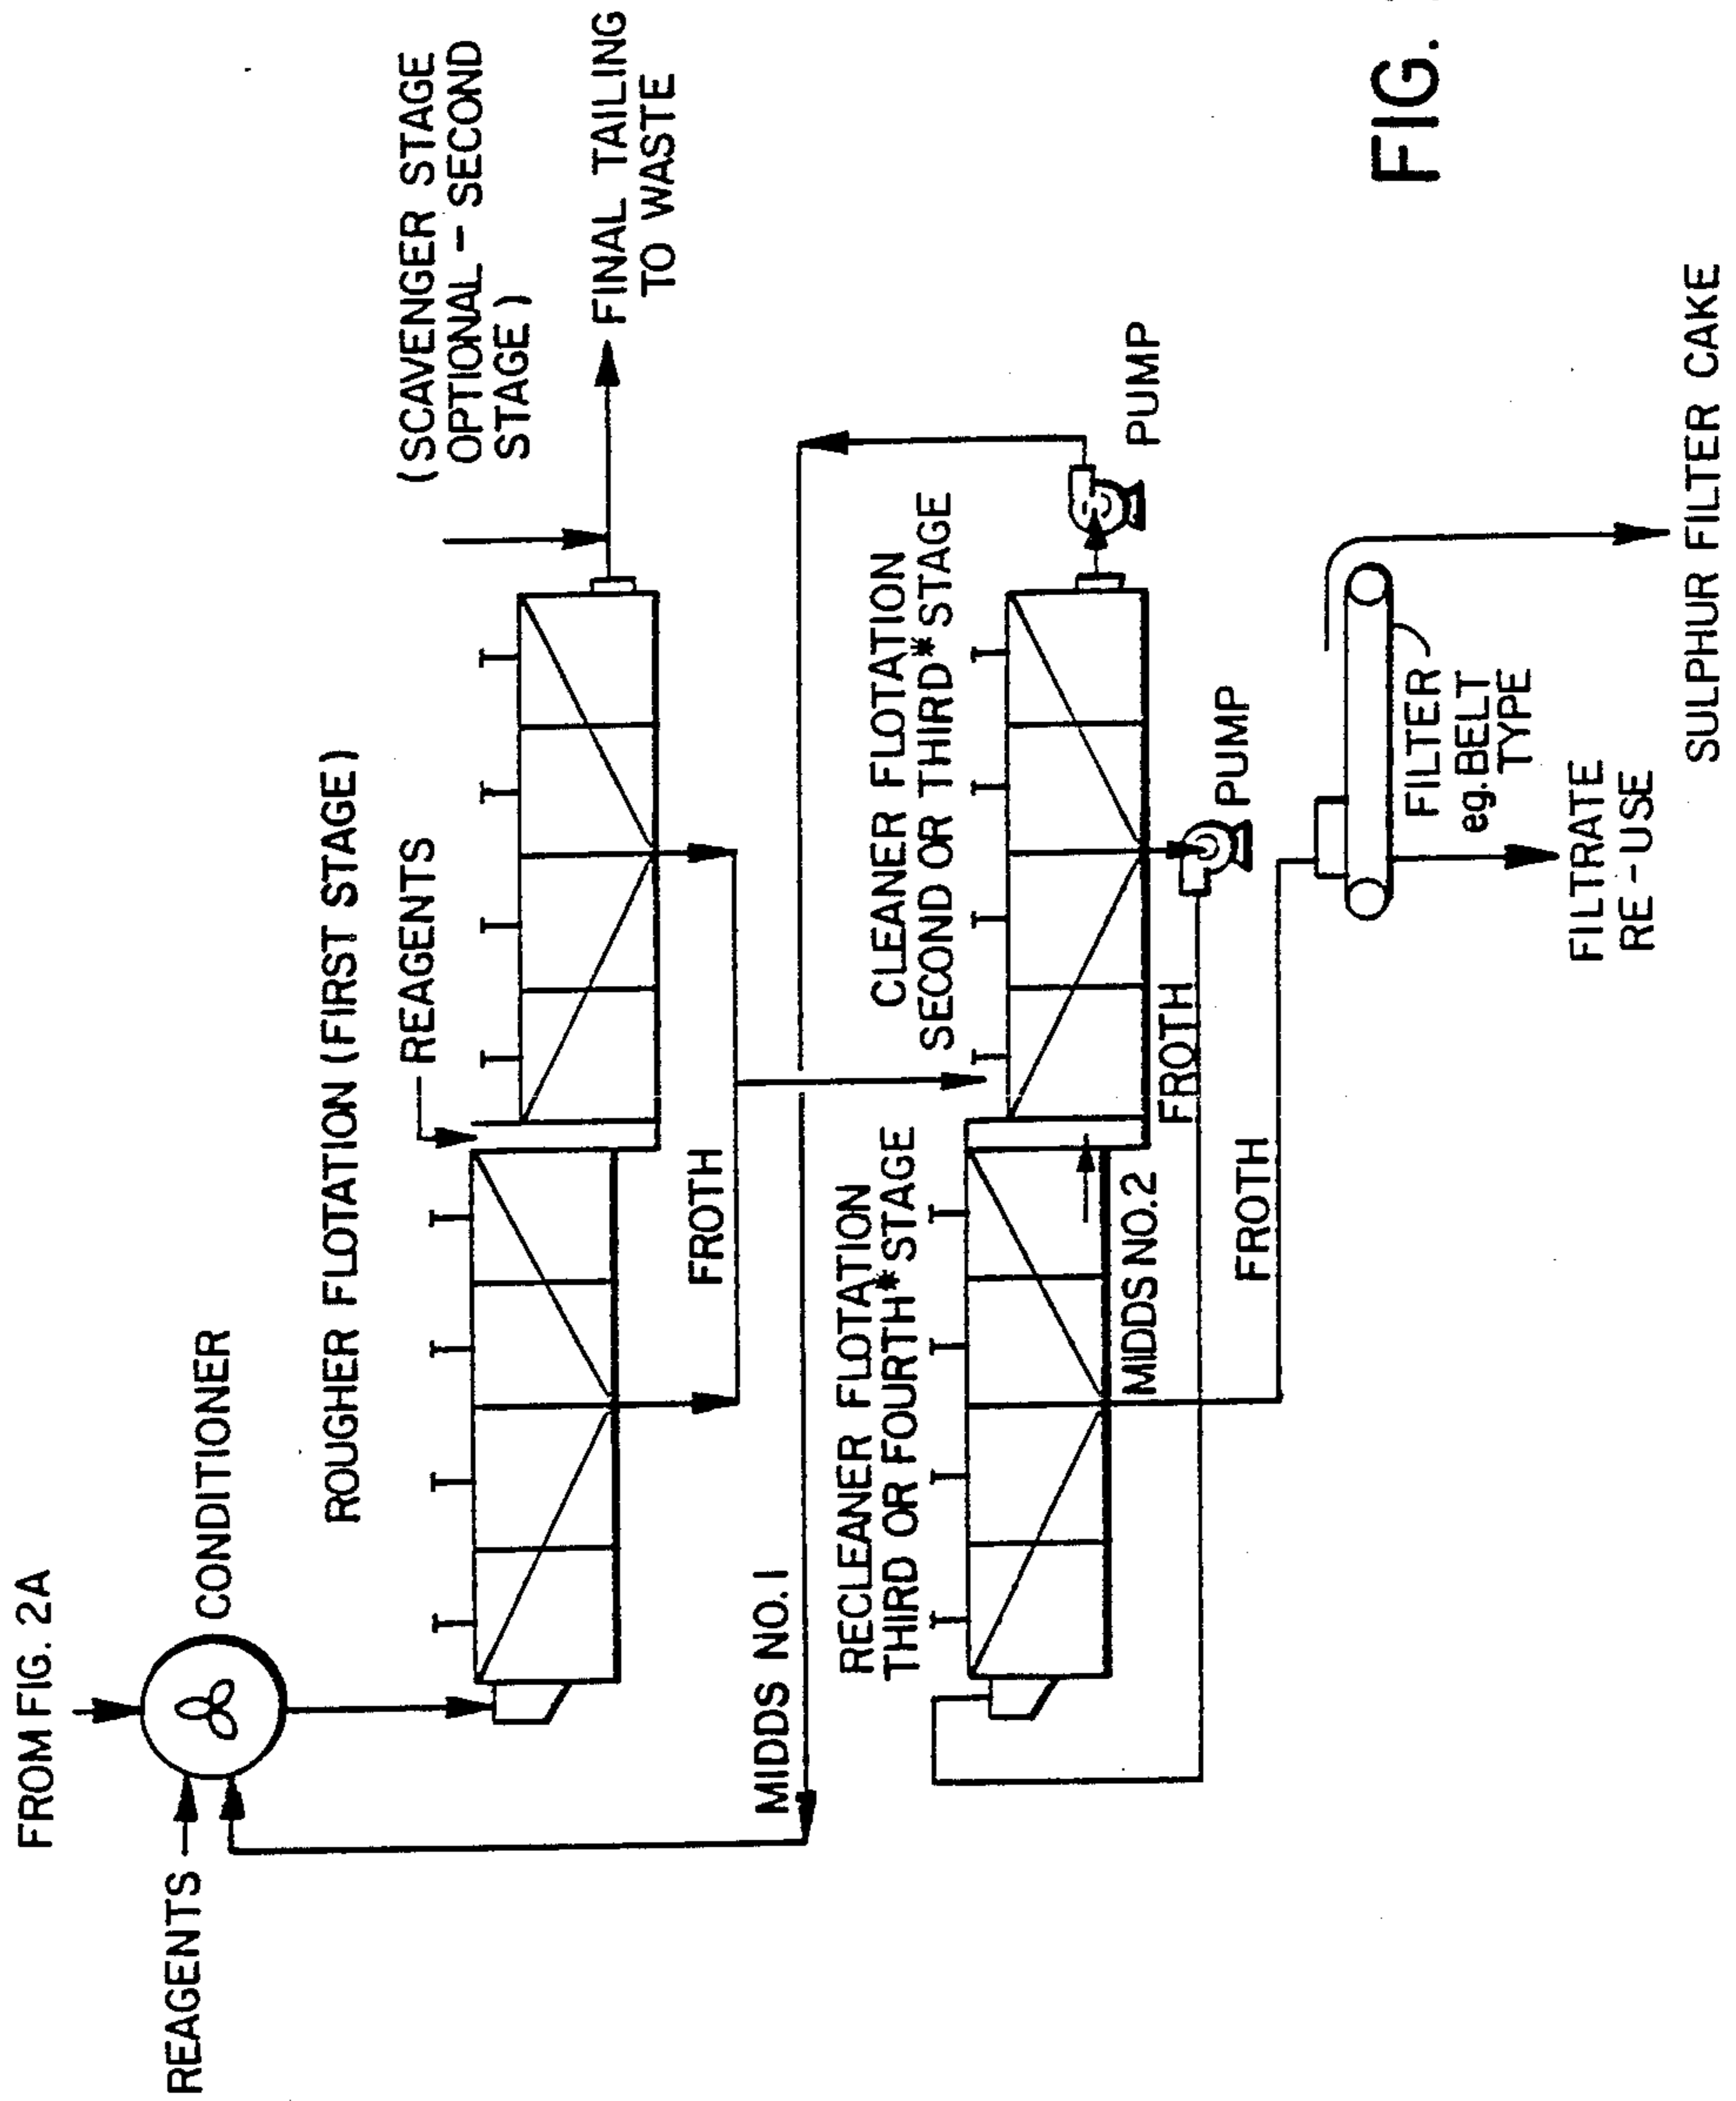 FROM FIG. 2A
REAGENTS
CONDITIONER
ROUGHER FLOTATION (FIRST STAGE)
REAGENTS
(SCAVENGER STAGE
OPTIONAL - SECOND
STAGE)
FINAL TAILING
TO WASTE
FROTH
MIDDS NO.1
RECLEANER FLOTATION
THIRD OR FOURTH*STAGE
CLEANER FLOTATION
SECOND OR THIRD*STAGE
PUMP
MIDDS NO.2
FROTH
PUMP
FROTH
FILTER
eg. BELT
TYPE
FILTRATE
RE-USE
SULPHUR FILTER CAKE
FIG.